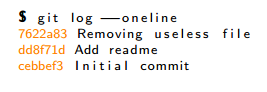 $ git log --oneline
7622a83 Removing useless file
dd8f71d Add readme
cebbef3 Initial commit